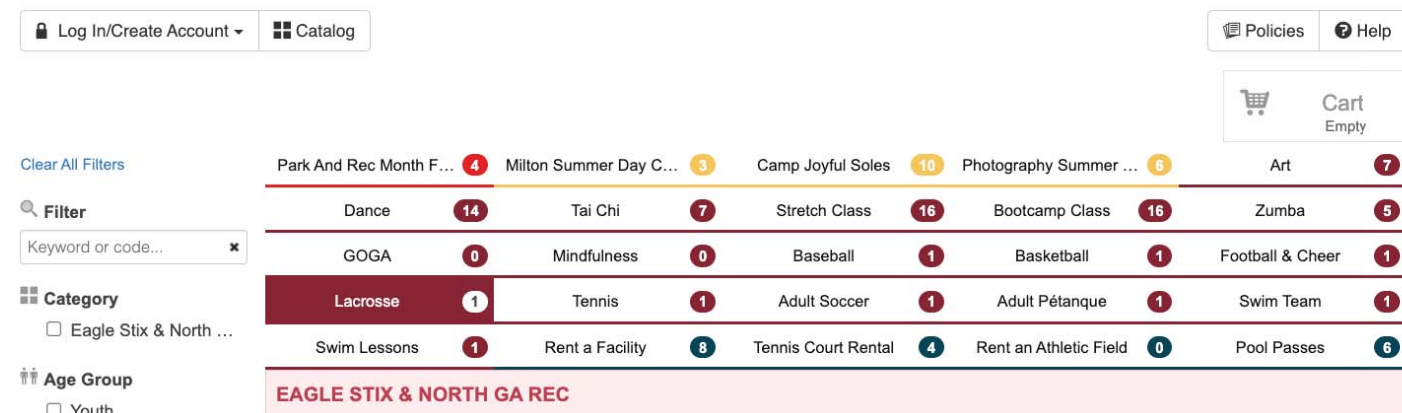 Log In/Create Account Catalog Policies Help
Cart
Empty
Clear All Filters
Park And Rec Month F... 4 Milton Summer Day C... 3 Camp Joyful Soles 10 Photography Summer ... 6 Art 7
Filter
Dance 14 Tai Chi 7 Stretch Class 16 Bootcamp Class 16 Zumba 5
Keyword or code...
GOGA 0 Mindfulness 0 Baseball 1 Basketball 1 Football & Cheer 1
Category
Lacrosse 1 Tennis 1 Adult Soccer 1 Adult Pétanque 1 Swim Team 1
Eagle Stix & North ...
Swim Lessons 1 Rent a Facility 8 Tennis Court Rental 4 Rent an Athletic Field 0 Pool Passes 6
Age Group
EAGLE STIX & NORTH GA REC
Youth